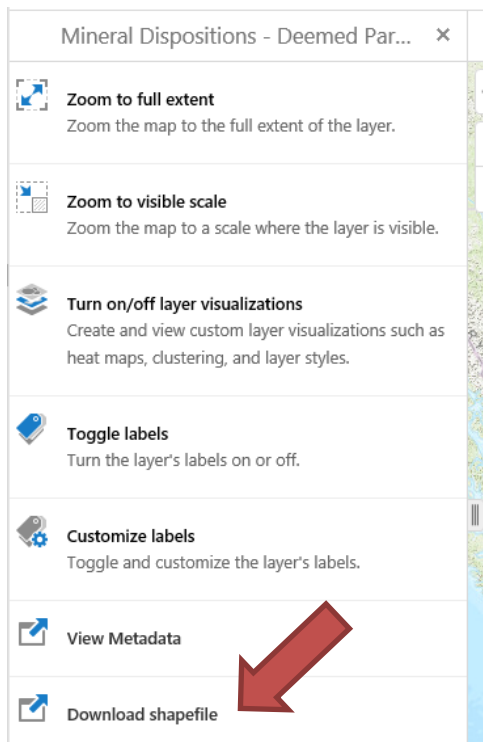 Mineral Dispositions - Deemed Par... ×
Zoom to full extent
Zoom the map to the full extent of the layer.
Zoom to visible scale
Zoom the map to a scale where the layer is visible.
Turn on/off layer visualizations
Create and view custom layer visualizations such as
heat maps, clustering, and layer styles.
Toggle labels
Turn the layer's labels on or off.
Customize labels
Toggle and customize the layer's labels.
View Metadata
Download shapefile